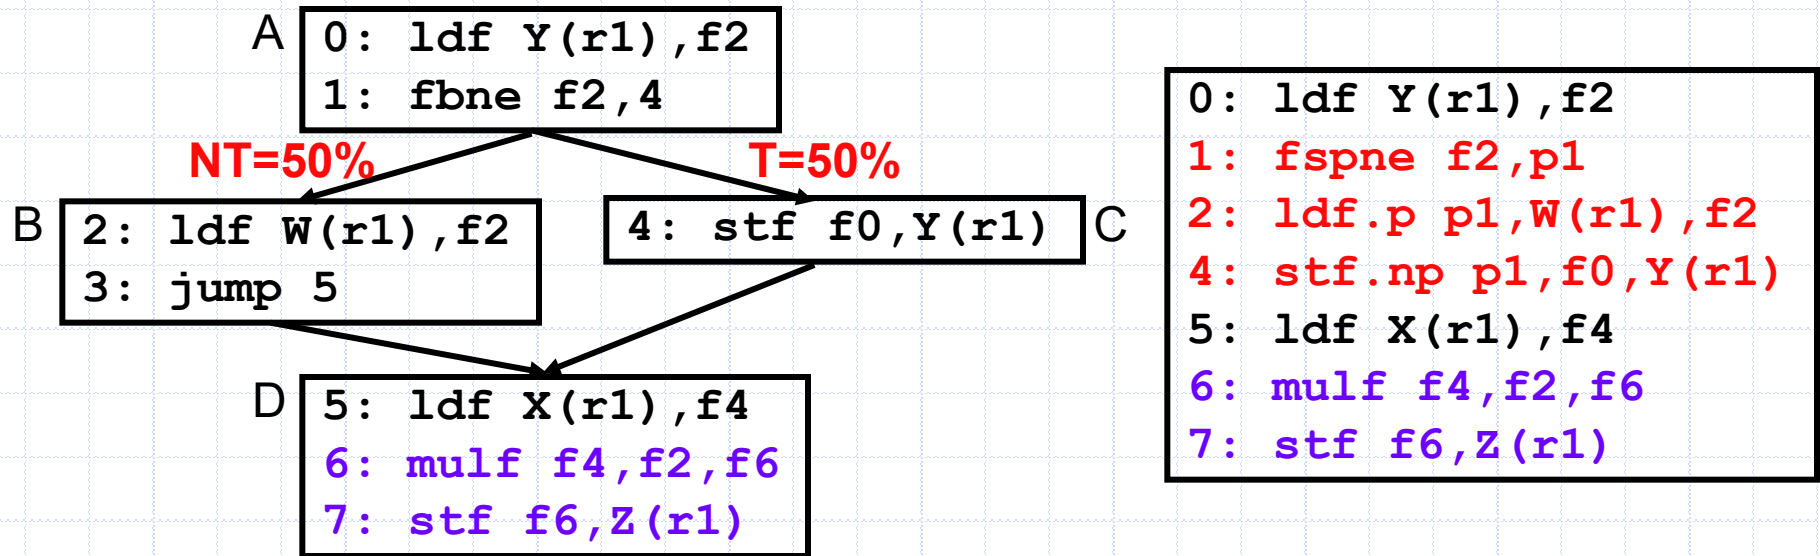 A
0: ldf Y(r1),f2
1: fbne f2,4
NT=50%
T=50%
B
2: ldf W(r1),f2
3: jump 5
4: stf f0,Y(r1)
C
D
5: ldf X(r1),f4
6: mulf f4,f2,f6
7: stf f6,Z(r1)
0: ldf Y(r1),f2
1: fspne f2,p1
2: ldf.p p1,W(r1),f2
4: stf.np p1,f0,Y(r1)
5: ldf X(r1),f4
6: mulf f4,f2,f6
7: stf f6,Z(r1)